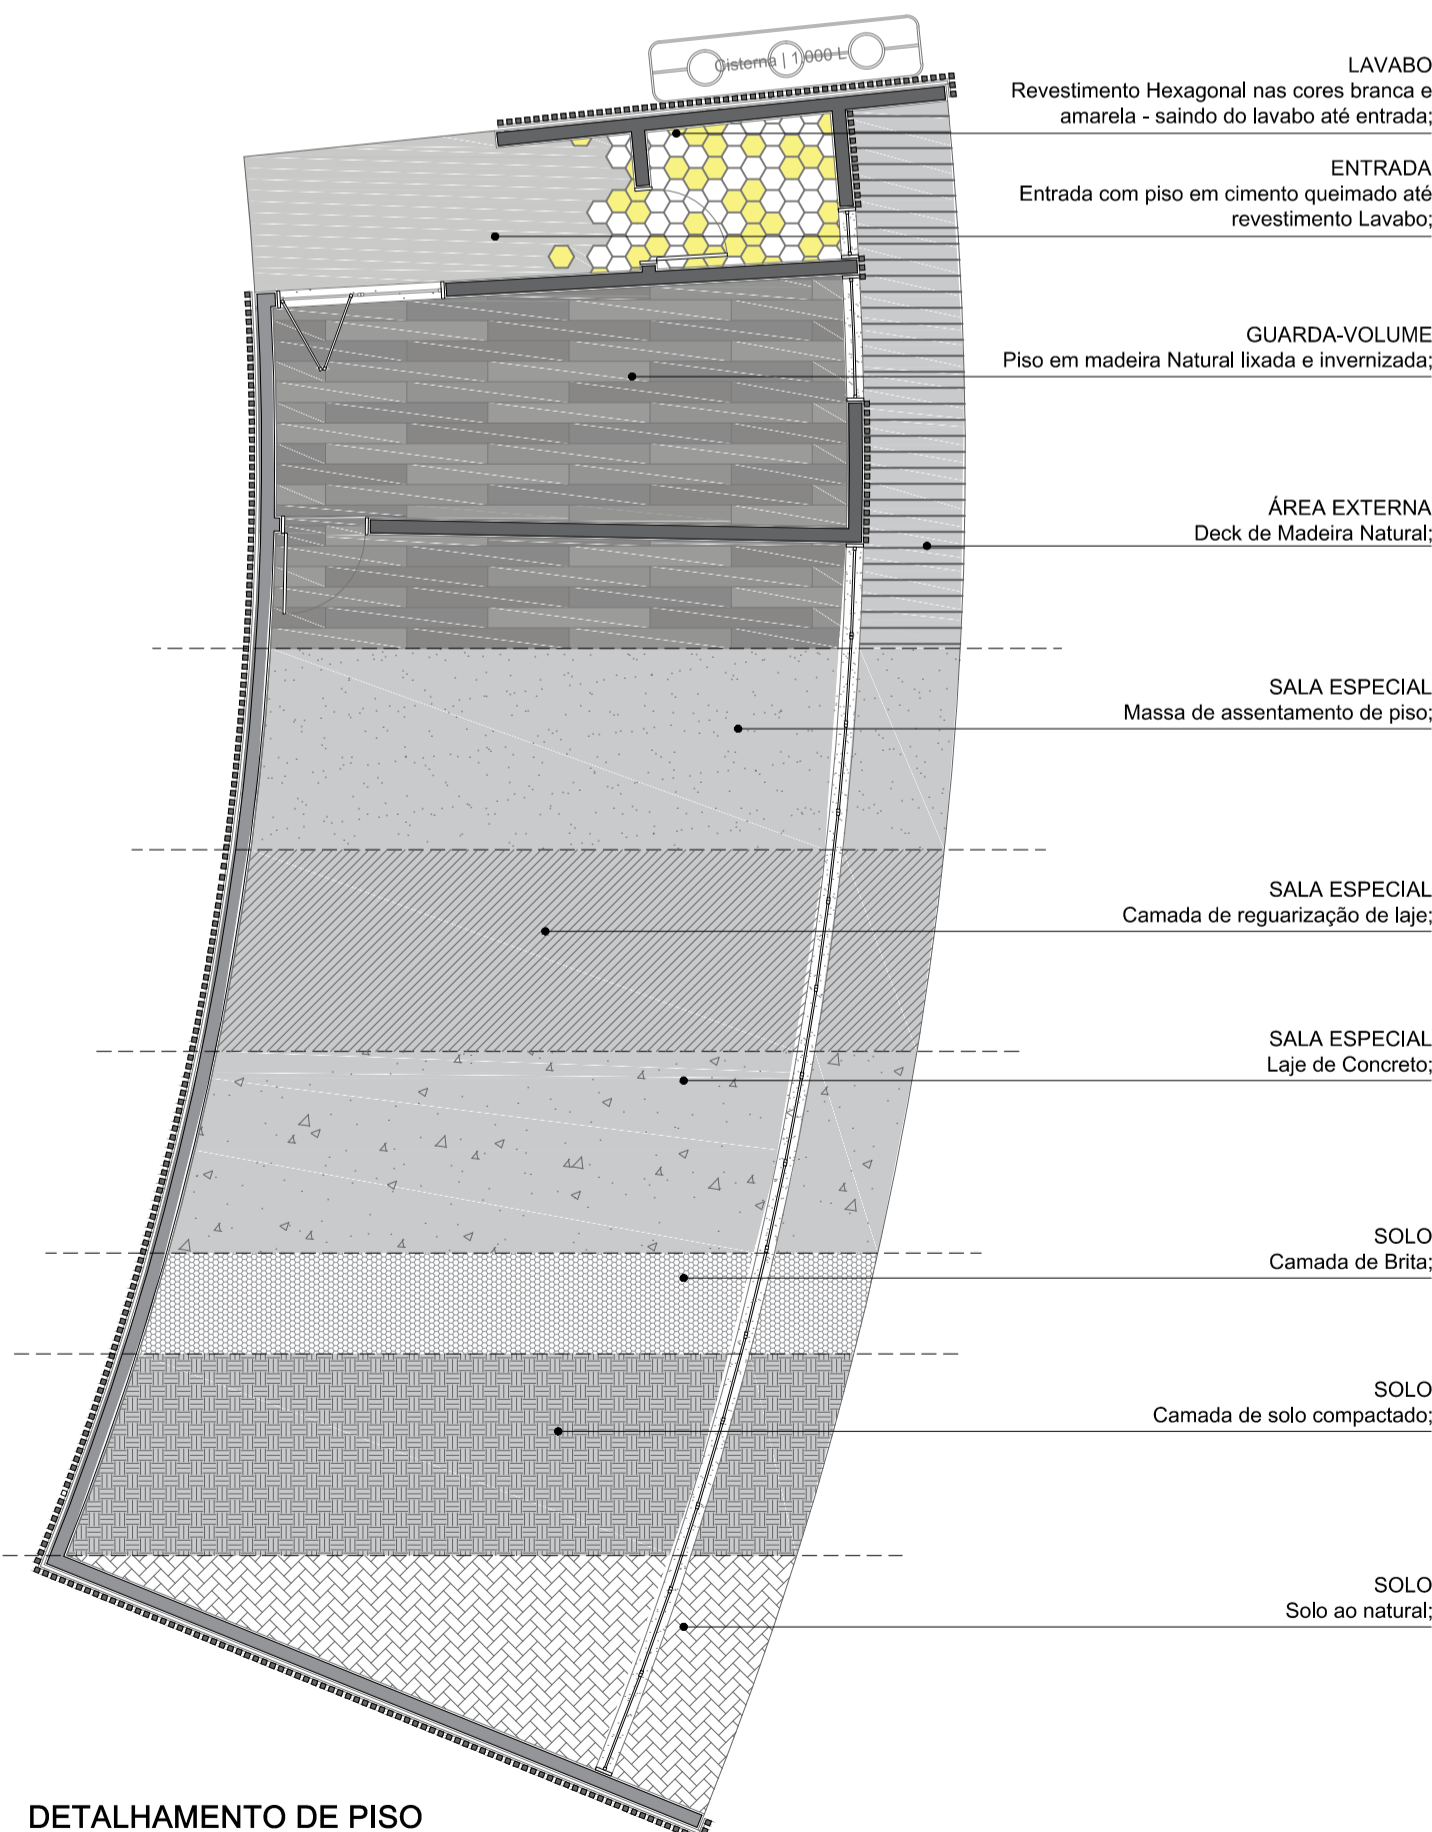 Cisterna | 1.000 L
LAVABO
Revestimento Hexagonal nas cores branca e
amarela - saindo do lavabo até entrada;
ENTRADA
Entrada com piso em cimento queimado até
revestimento Lavabo;
GUARDA-VOLUME
Piso em madeira Natural lixada e invernizada;
ÁREA EXTERNA
Deck de Madeira Natural;
SALA ESPECIAL
Massa de assentamento de piso;
SALA ESPECIAL
Camada de reguarização de laje;
SALA ESPECIAL
Laje de Concreto;
SOLO
Camada de Brita;
SOLO
Camada de solo compactado;
SOLO
Solo ao natural;
DETALHAMENTO DE PISO